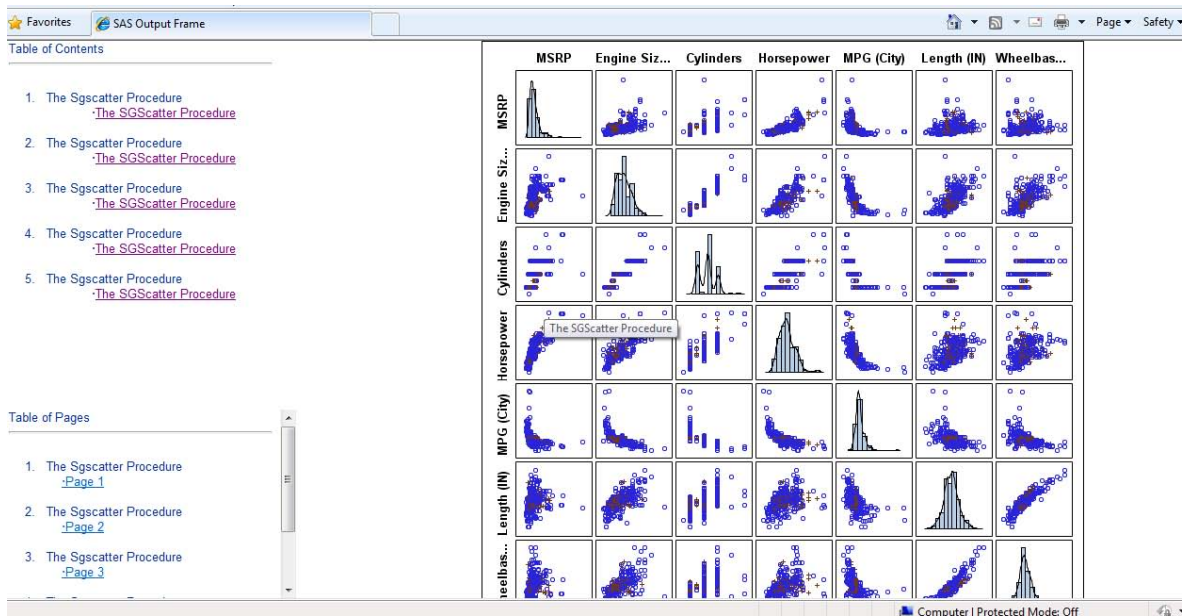 Favorites
SAS Output Frame
Page
Safety
Table of Contents
1. The Sgscatter Procedure
·The SGScatter Procedure
2. The Sgscatter Procedure
·The SGScatter Procedure
3. The Sgscatter Procedure
·The SGScatter Procedure
4. The Sgscatter Procedure
·The SGScatter Procedure
5. The Sgscatter Procedure
·The SGScatter Procedure
Table of Pages
1. The Sgscatter Procedure
·Page 1
2. The Sgscatter Procedure
·Page 2
3. The Sgscatter Procedure
·Page 3
MSRP Engine Siz... Cylinders Horsepower MPG (City) Length (IN) Wheelbas...
MSRP
Engine Siz...
Cylinders
Horsepower
The SGScatter Procedure
MPG (City)
Length (IN)
eelbas...
Computer | Protected Mode: Off